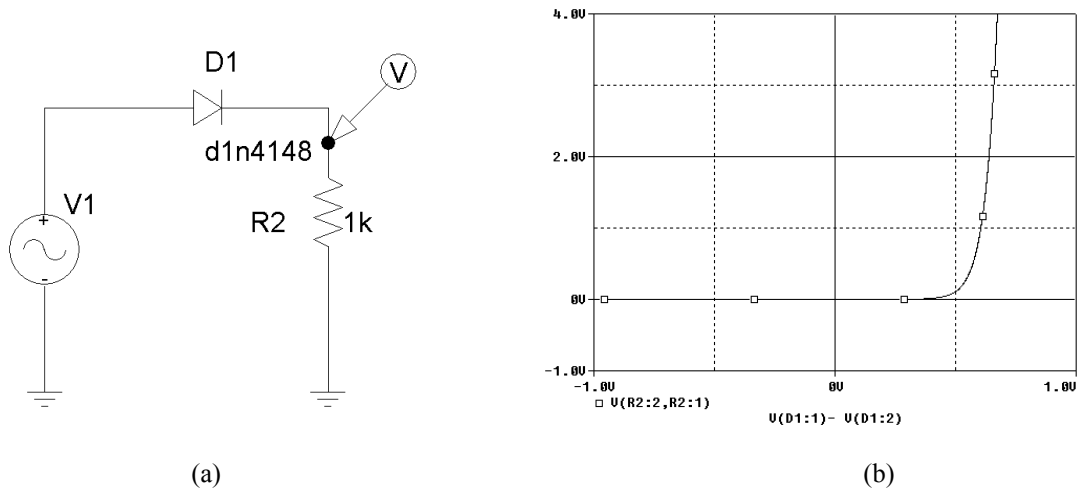 D1
V
d1n4148
V1
+
-
R2
1k
(a)
4.0V
2.0V
0V
-1.0V
-1.0V
0V
1.0V
V(R2:2,R2:1)
V(D1:1)- V(D1:2)
(b)